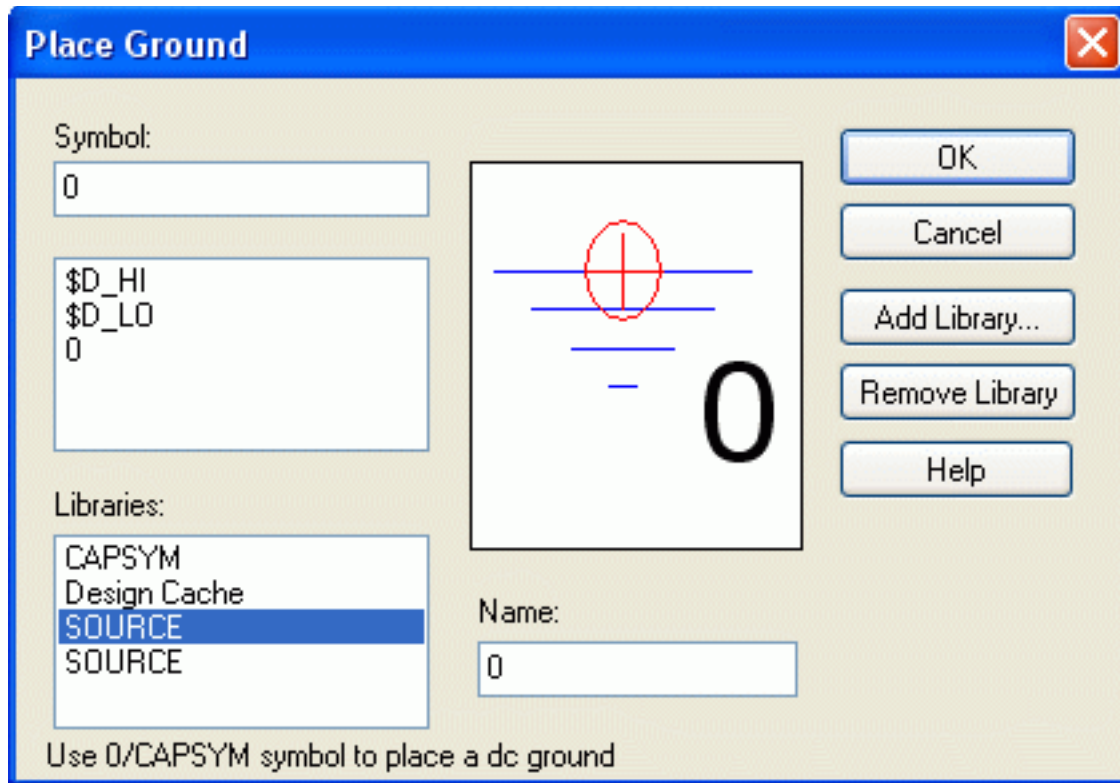 Place Ground
Symbol:
0
$D_HI
$D_LO
0
Libraries:
CAPSYM
Design Cache
SOURCE
SOURCE
0
Name:
0
OK
Cancel
Add Library...
Remove Library
Help
Use 0/CAPSYM symbol to place a dc ground